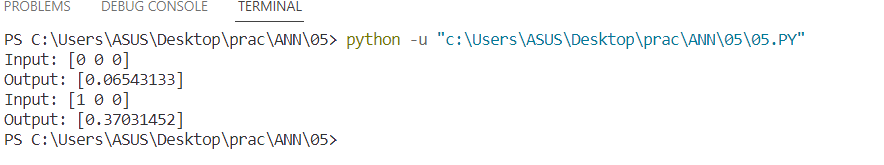 PROBLEMS DEBUG CONSOLE TERMINAL
PS C:\Users\ASUS\Desktop\prac\ANN\05> python -u "c:\Users\ASUS\Desktop\prac\ANN\05\05.PY"
Input: [0 0 0]
Output: [0.06543133]
Input: [1 0 0]
Output: [0.37031452]
PS C:\Users\ASUS\Desktop\prac\ANN\05>